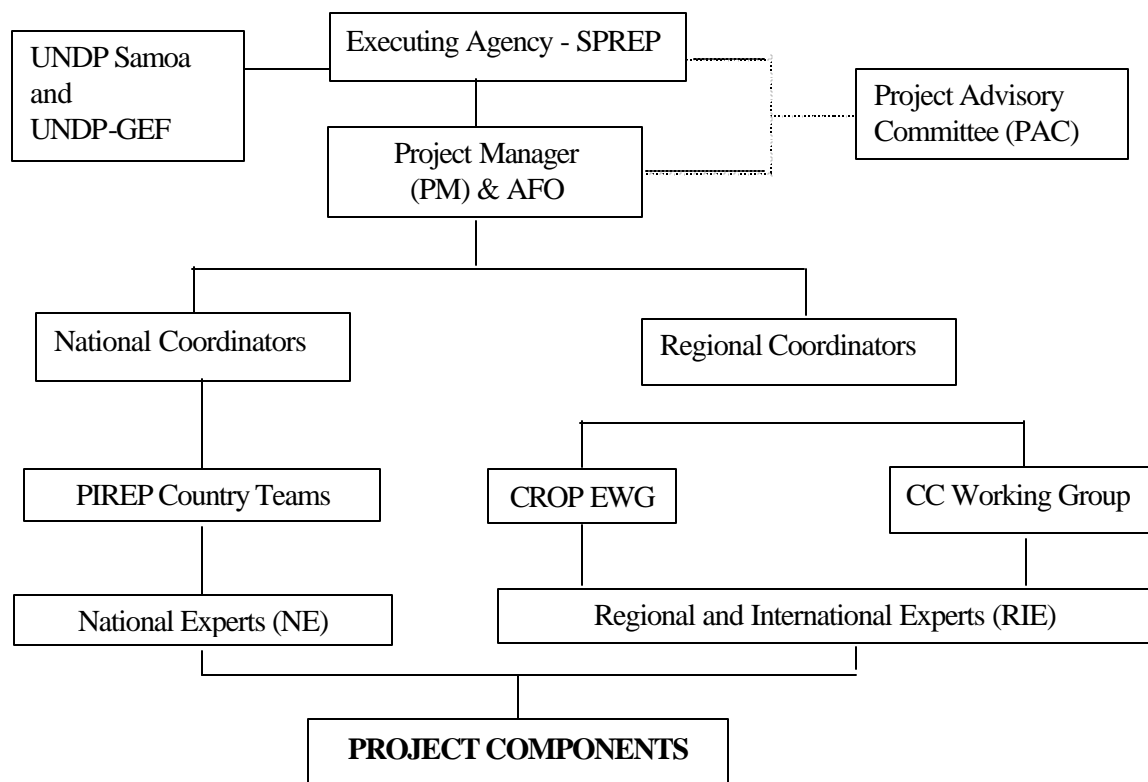 UNDP Samoa
and
UNDP-GEF
Executing Agency - SPREP
Project Advisory
Committee (PAC)
Project Manager
(PM) & AFO
National Coordinators
Regional Coordinators
PIREP Country Teams
CROP EWG
CC Working Group
National Experts (NE)
Regional and International Experts (RIE)
PROJECT COMPONENTS